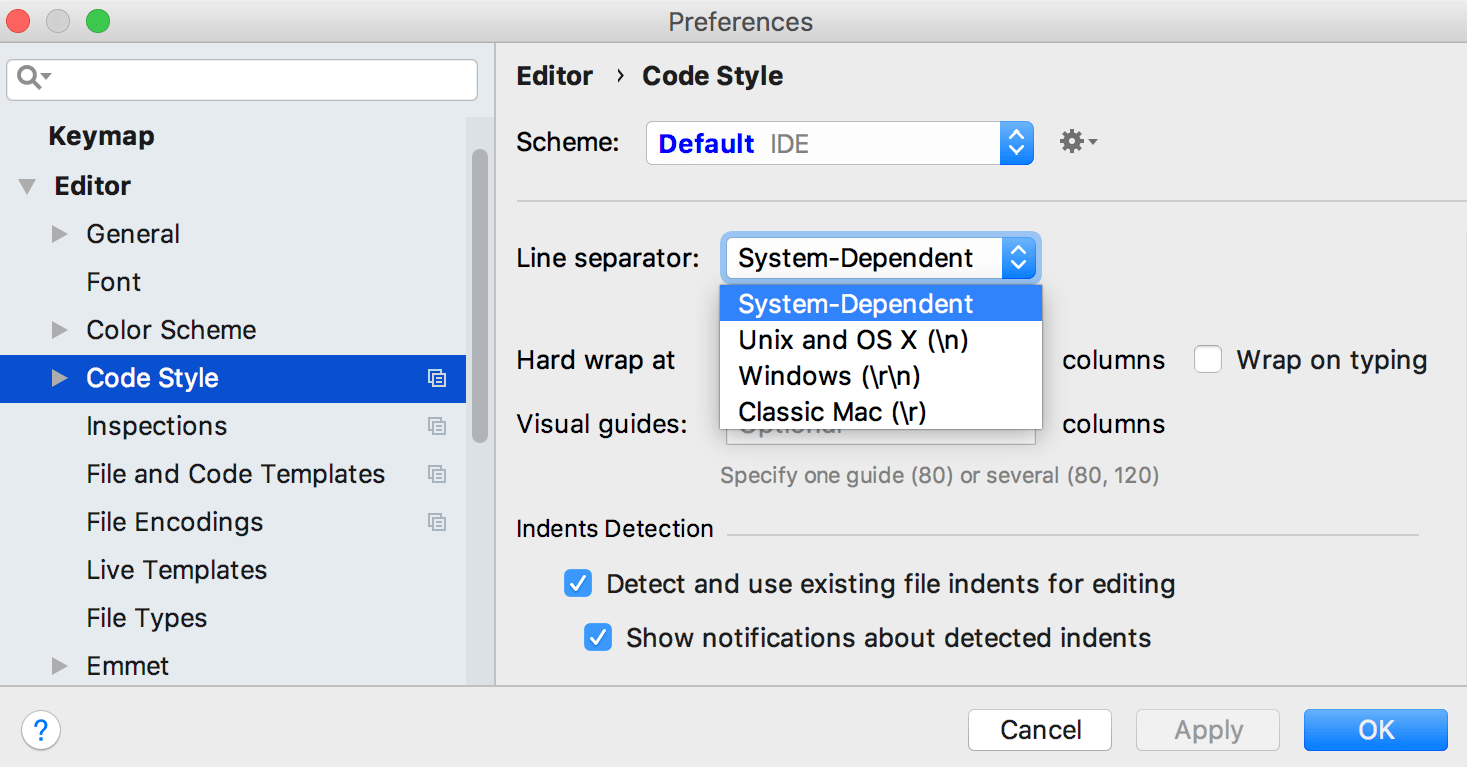 Preferences
Keymap
Editor
General
Font
Color Scheme
Code Style
Inspections
File and Code Templates
File Encodings
Live Templates
File Types
Emmet
Editor › Code Style
Scheme: Default IDE
Line separator: System-Dependent
System-Dependent
Unix and OS X (\n)
Windows (\r\n)
Classic Mac (\r)
Hard wrap at columns Wrap on typing
Visual guides: columns
Specify one guide (80) or several (80, 120)
Indents Detection
Detect and use existing file indents for editing
Show notifications about detected indents
?
Cancel
Apply
OK